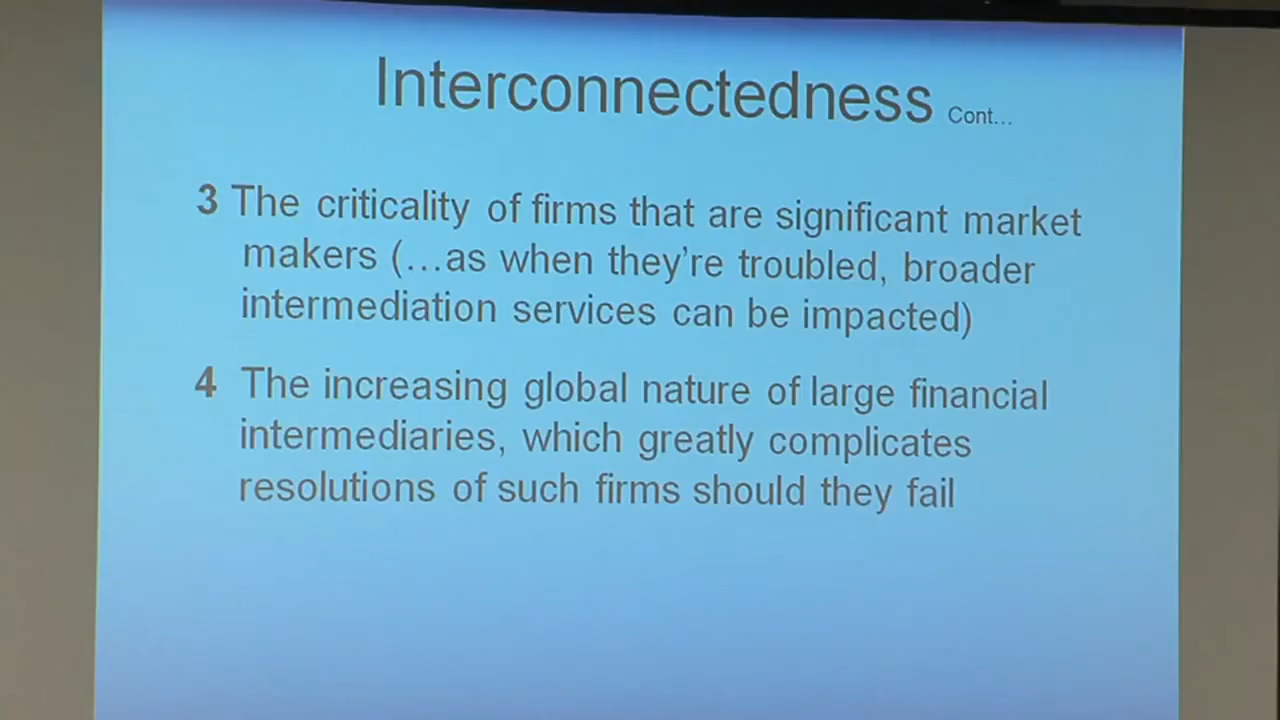 Interconnectedness Cont...
3 The criticality of firms that are significant market
makers (...as when they're troubled, broader
intermediation services can be impacted)
4 The increasing global nature of large financial
intermediaries, which greatly complicates
resolutions of such firms should they fail